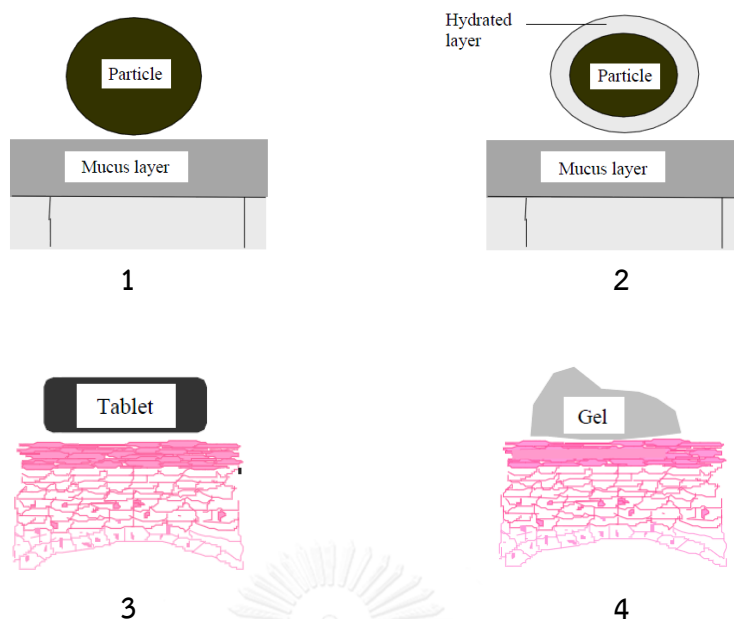 Particle
Mucus layer
1
Hydrated
layer
Particle
Mucus layer
2
Tablet
3
Gel
4